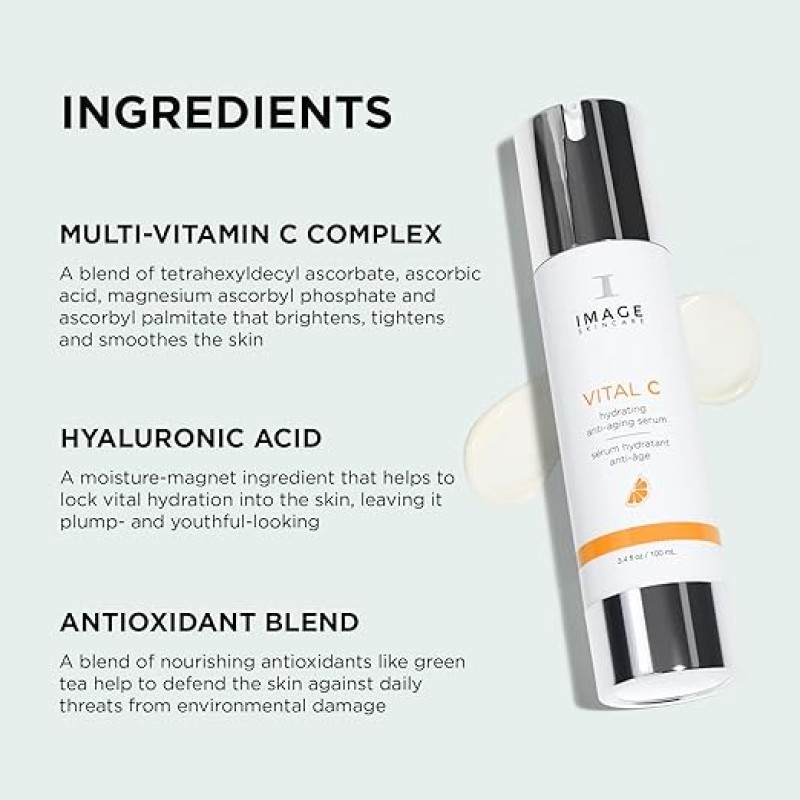 INGREDIENTS
MULTI-VITAMIN C COMPLEX
A blend of tetrahexyldecyl ascorbate, ascorbic
acid, magnesium ascorbyl phosphate and
ascorbyl palmitate that brightens, tightens
and smoothes the skin
HYALURONIC ACID
A moisture-magnet ingredient that helps to
lock vital hydration into the skin, leaving it
plump- and youthful-looking
ANTIOXIDANT BLEND
A blend of nourishing antioxidants like green
tea help to defend the skin against daily
threats from environmental damage
I
IMAGE
SKINCARE
VITAL C
hydrating
anti-aging serum
sérum hydratant
anti-âge
3.4 fl oz / 100 mL